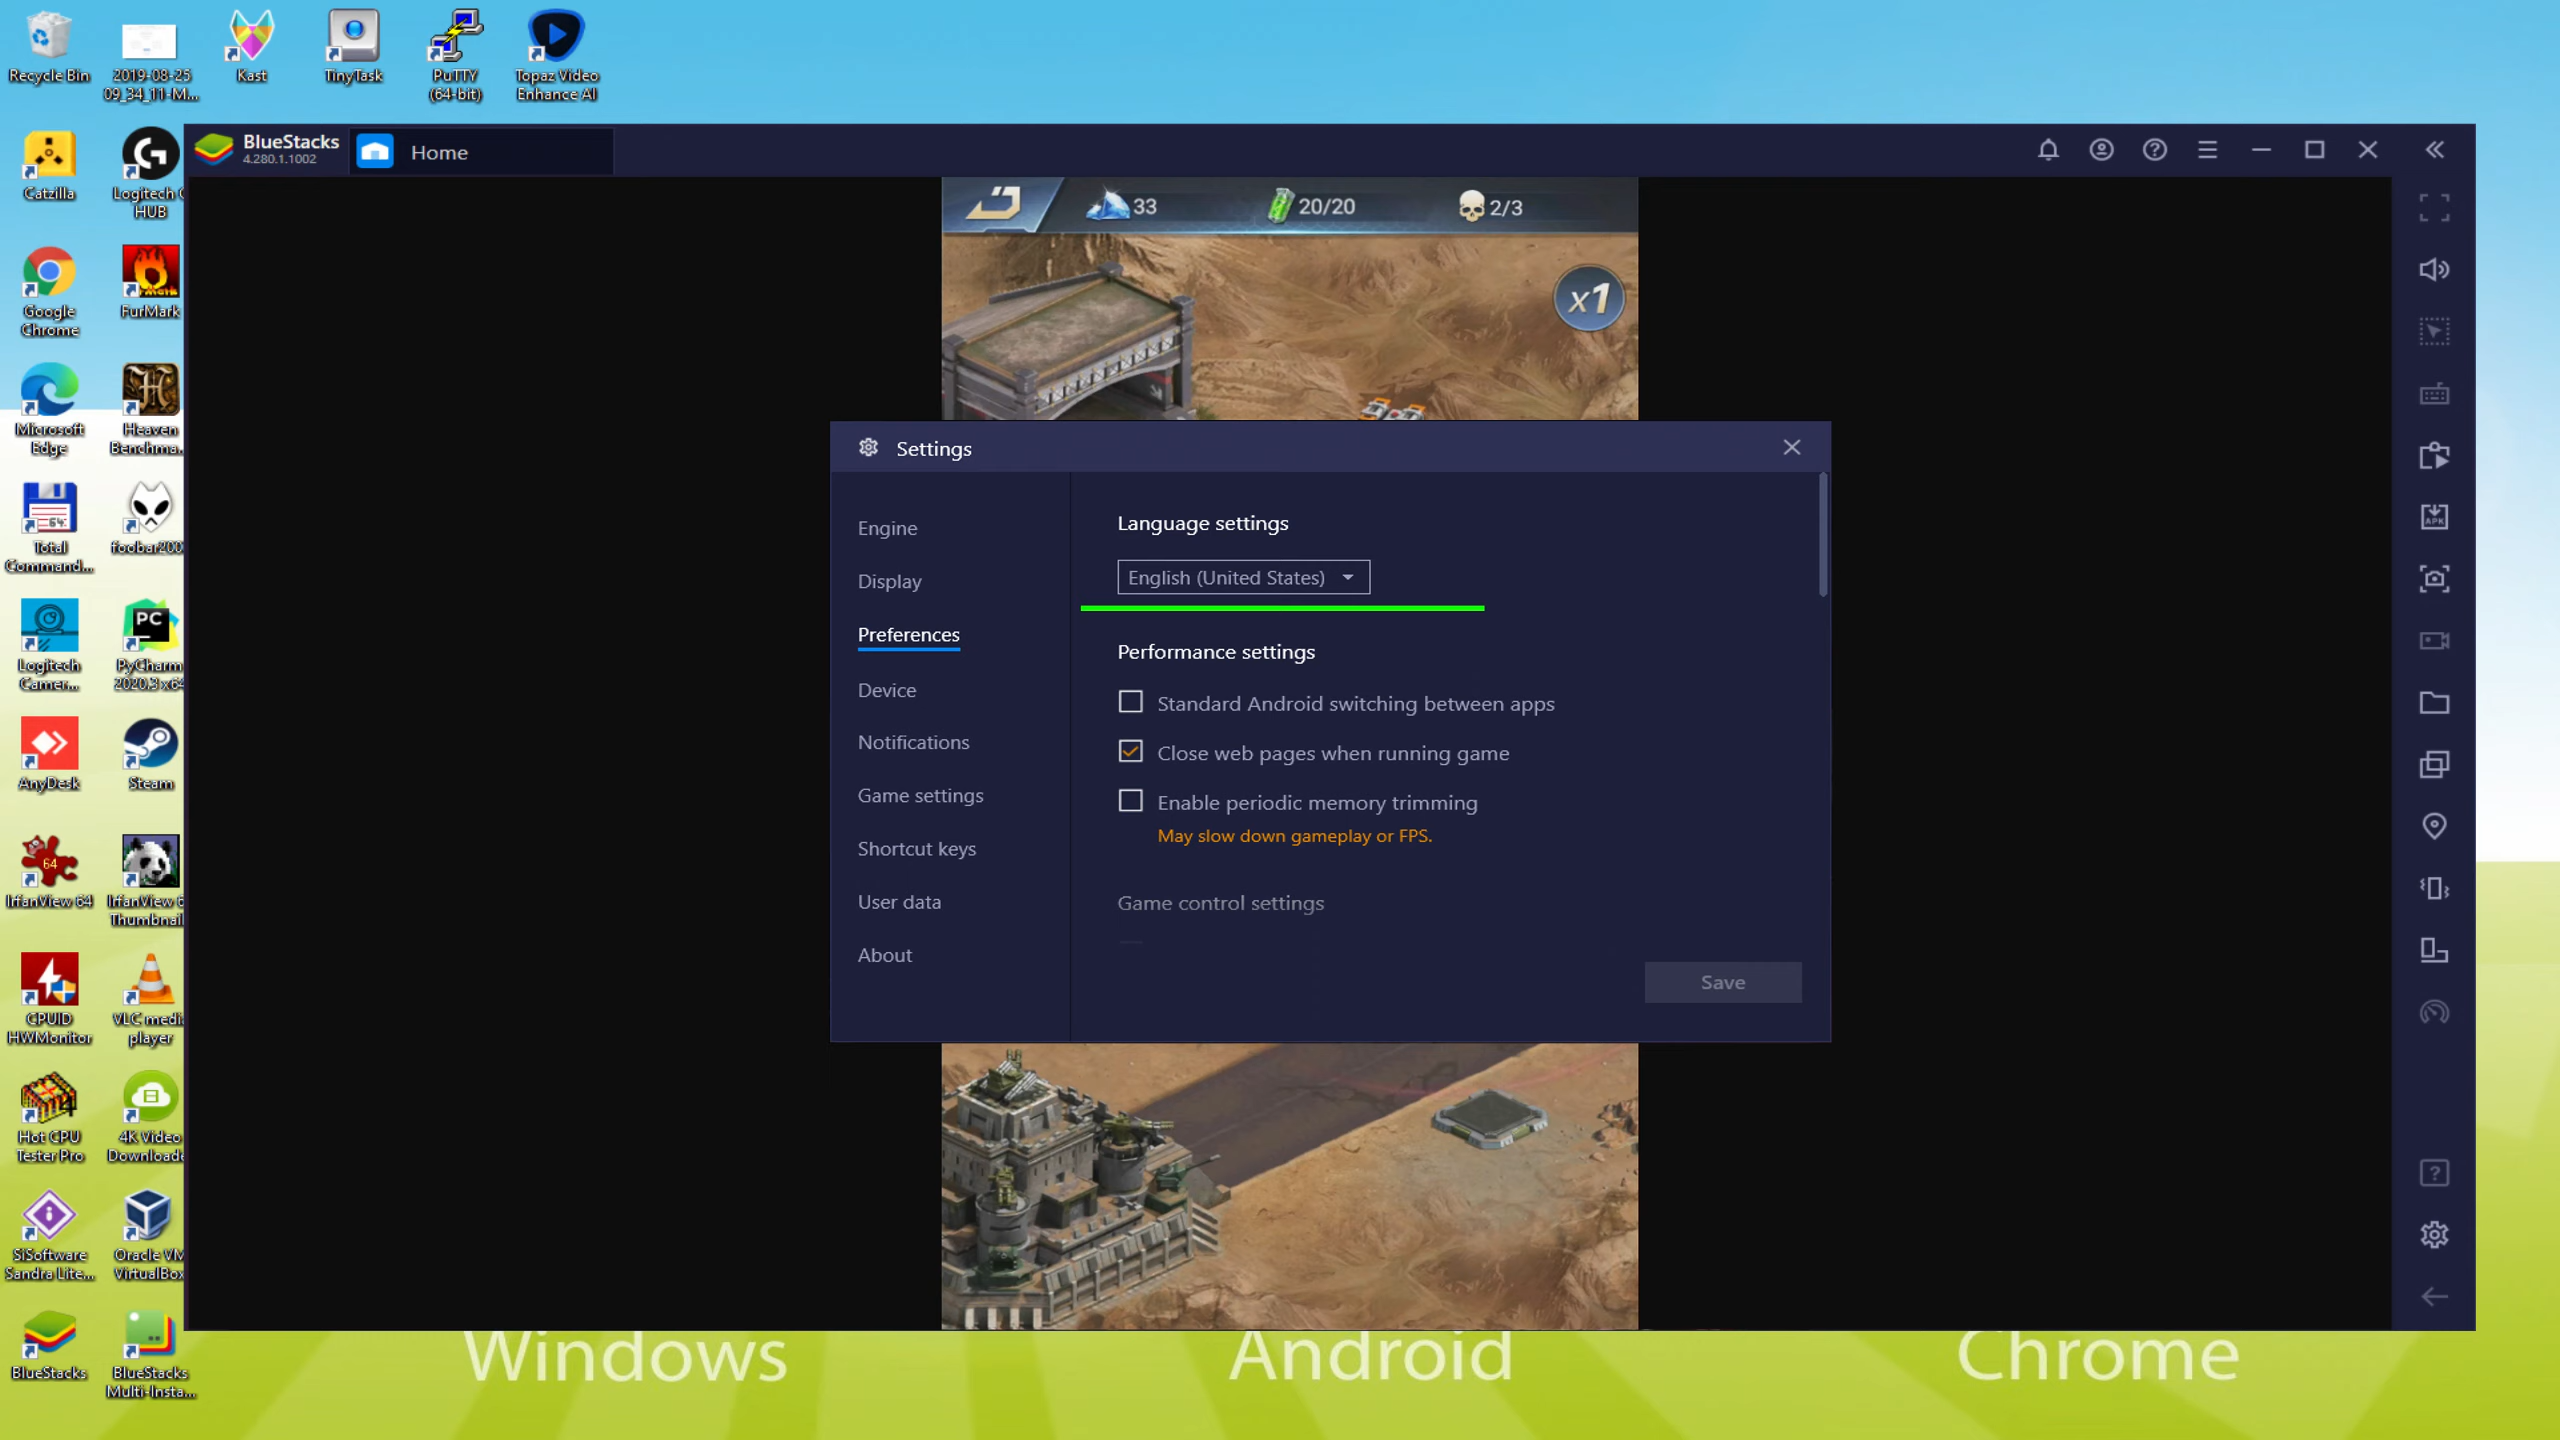 Recycle Bin
2019-08-25
09_34_11-M...
Kast
TinyTask
PuTTY
(64-bit)
Topaz Video
Enhance AI
Catzilla
Logitech G
HUB
Google
Chrome
FurMark
Microsoft
Edge
Heaven
Benchma...
Total
Command...
foobar200
Logitech
Camer...
PC
PyCharm
2020.3 x64
AnyDesk
Steam
64
IrfanView 64
IrfanView 6
Thumbnail
CPUID
HWMonitor
VLC medi
player
Hot CPU
Tester Pro
4K Video
Downloade
SiSoftware
Sandra Lite...
Oracle VM
VirtualBox
BlueStacks
BlueStacks
Multi-Insta...
BlueStacks
4.280.1.1002
Home
33
20/20
2/3
x1
Settings
Engine
Display
Preferences
Device
Notifications
Game settings
Shortcut keys
User data
About
Language settings
English (United States)
Performance settings
Standard Android switching between apps
Close web pages when running game
Enable periodic memory trimming
May slow down gameplay or FPS.
Game control settings
Save
APK
Windows
Android
Chrome